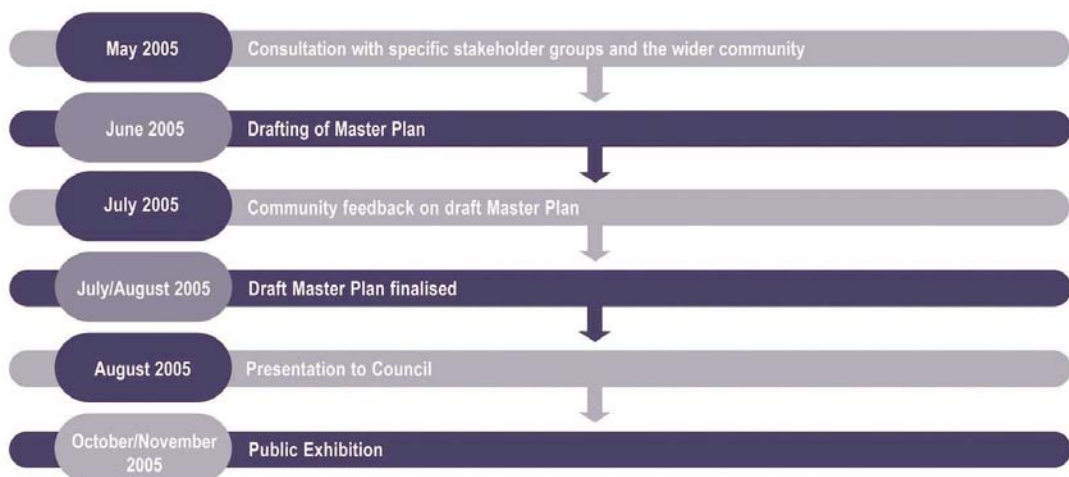 May 2005
Consultation with specific stakeholder groups and the wider community
June 2005
Drafting of Master Plan
July 2005
Community feedback on draft Master Plan
July/August 2005
Draft Master Plan finalised
August 2005
Presentation to Council
October/November
2005
Public Exhibition